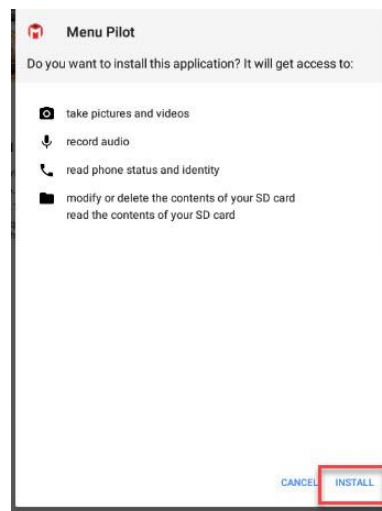 Menu Pilot
Do you want to install this application? It will get access to:
take pictures and videos
record audio
read phone status and identity
modify or delete the contents of your SD card
read the contents of your SD card
CANCEL INSTALL